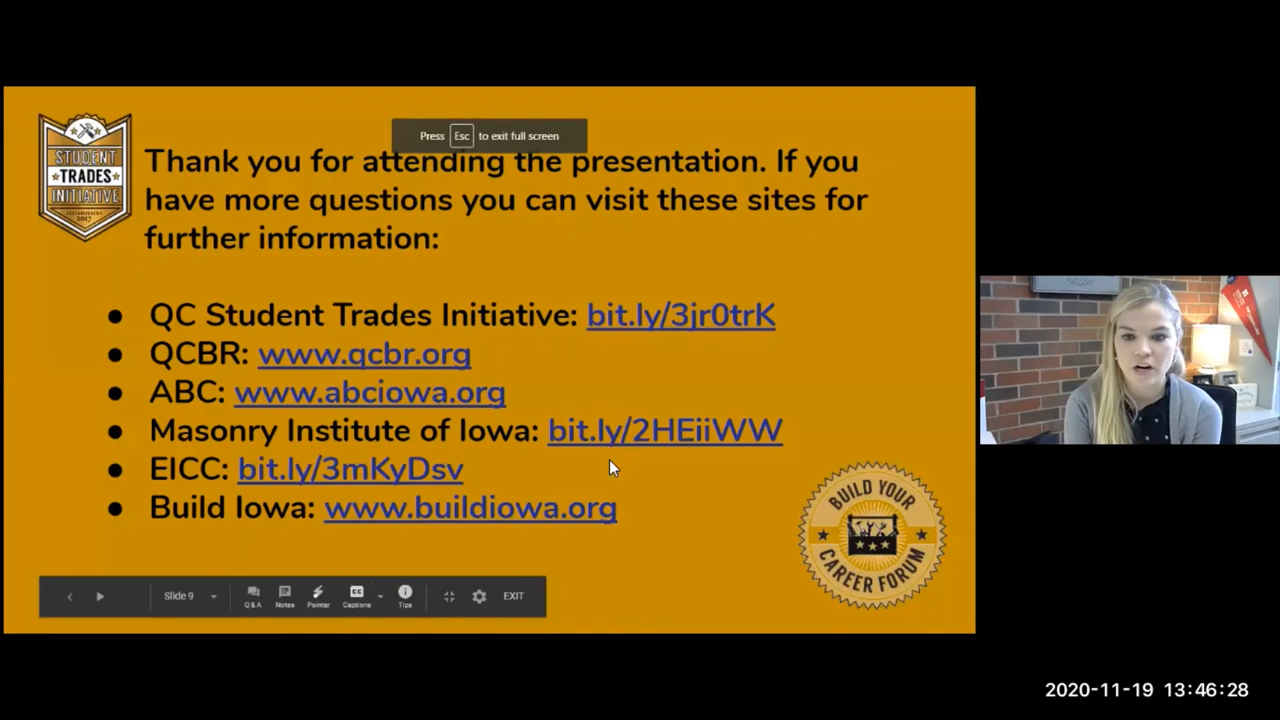 Press Esc to exit full screen
STUDENT
TRADES
INITIATIVE
ESTABLISHED
2017
Thank you for attending the presentation. If you
have more questions you can visit these sites for
further information:
● QC Student Trades Initiative: bit.ly/3jr0trK
● QCBR: www.qcbr.org
● ABC: www.abciowa.org
● Masonry Institute of Iowa: bit.ly/2HEiiWW
● EICC: bit.ly/3mKyDsv
● Build Iowa: www.buildiowa.org
BUILD YOUR
CAREER FORUM
Slide 9
Q & A Notes Pointer Captions Tips EXIT
CC
2020-11-19 13:46:28